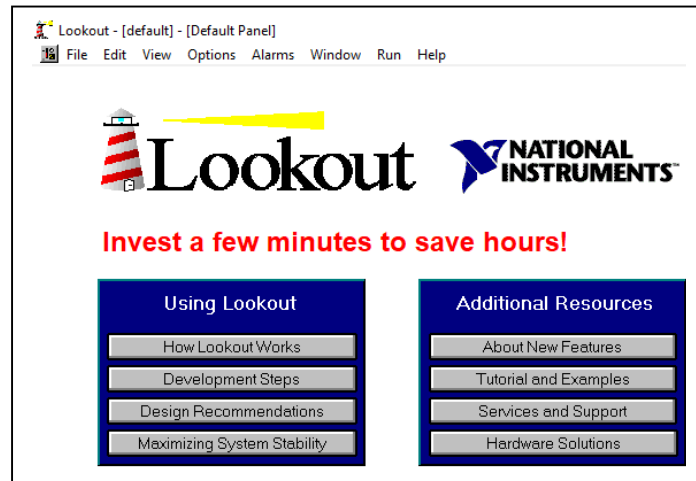 Lookout - [default] - [Default Panel]
File Edit View Options Alarms Window Run Help
Lookout
NATIONAL
INSTRUMENTS™
Invest a few minutes to save hours!
Using Lookout
How Lookout Works
Development Steps
Design Recommendations
Maximizing System Stability
Additional Resources
About New Features
Tutorial and Examples
Services and Support
Hardware Solutions